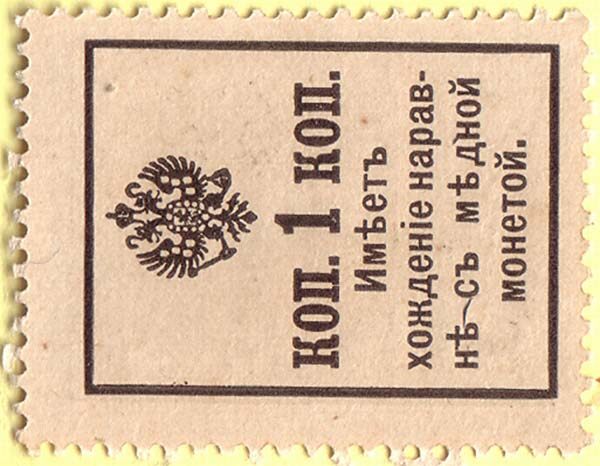 КОП. 1 КОП.
Имѣетъ
хожденіе нарав-
нѣ съ мѣдной
монетой.